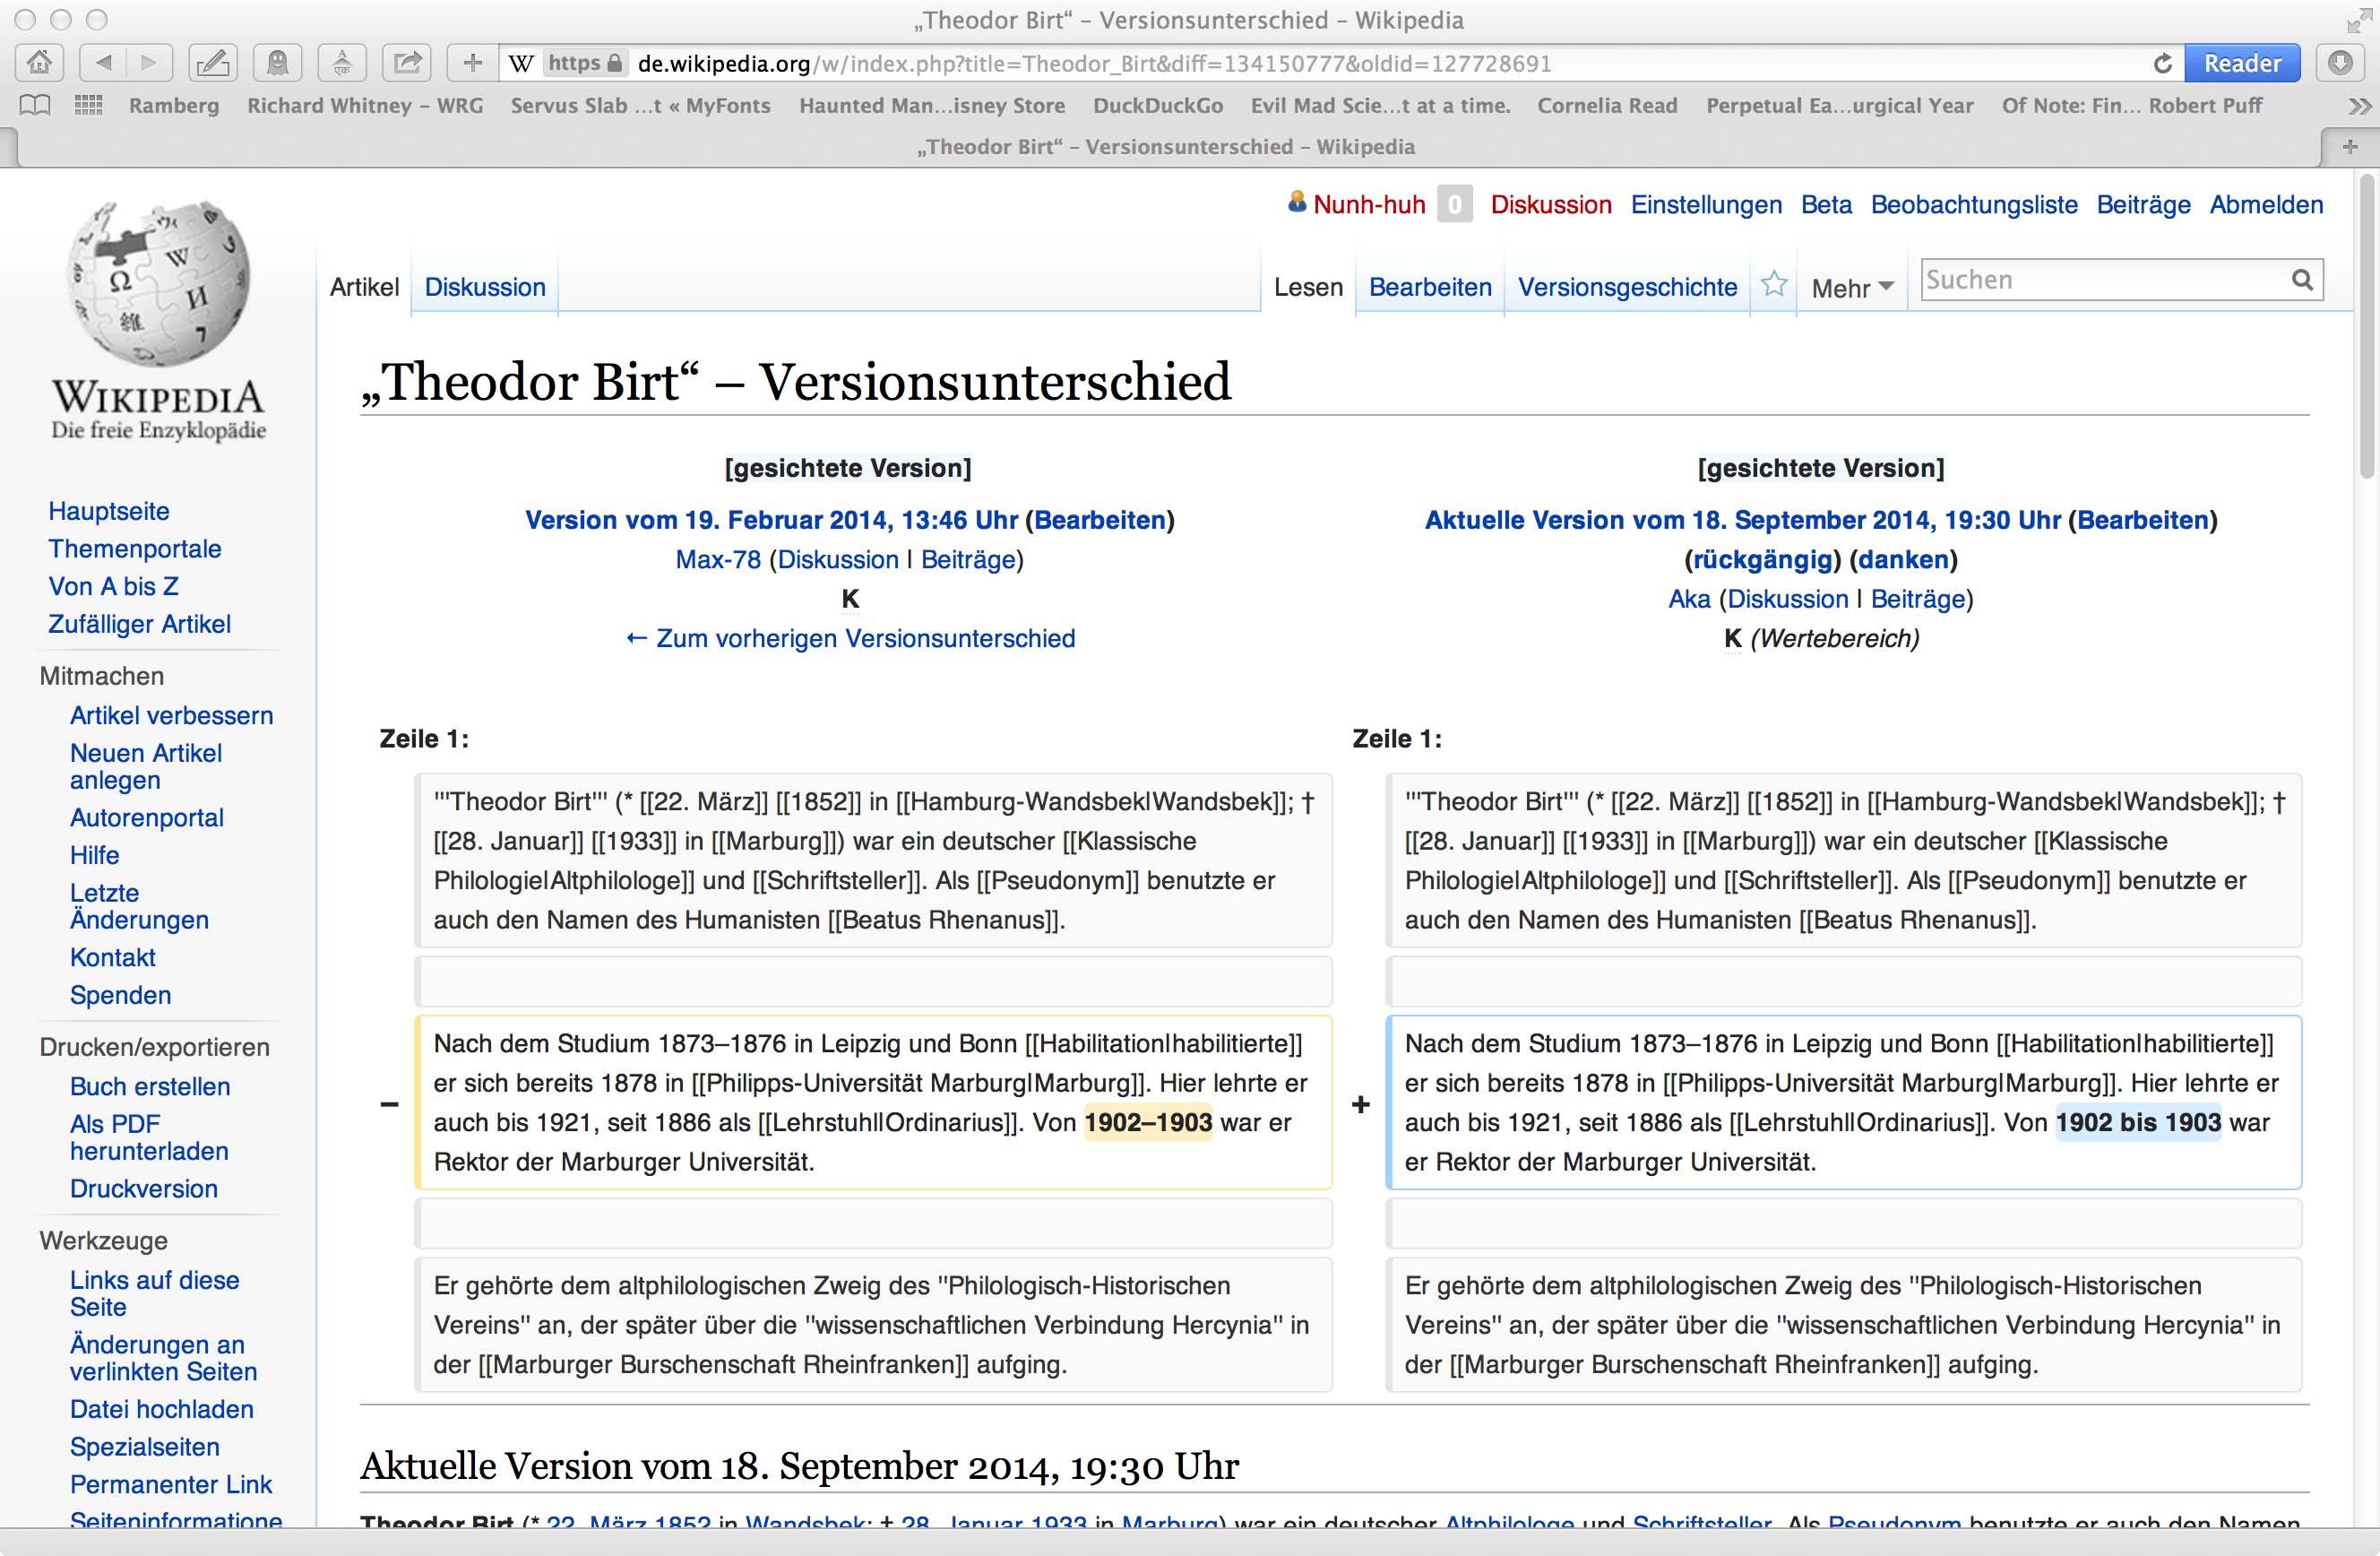 „Theodor Birt“ – Versionsunterschied – Wikipedia
W https de.wikipedia.org/w/index.php?title=Theodor_Birt&diff=134150777&oldid=127728691 Reader
Ramberg Richard Whitney – WRG Servus Slab ...t « MyFonts Haunted Man...isney Store DuckDuckGo Evil Mad Scie...t at a time. Cornelia Read Perpetual Ea...urgical Year Of Note: Fin... Robert Puff
„Theodor Birt“ – Versionsunterschied – Wikipedia
Nunh-huh 0 Diskussion Einstellungen Beta Beobachtungsliste Beiträge Abmelden
Artikel Diskussion Lesen Bearbeiten Versionsgeschichte Mehr Suchen
WIKIPEDIA
Die freie Enzyklopädie
Hauptseite
Themenportale
Von A bis Z
Zufälliger Artikel
Mitmachen
Artikel verbessern
Neuen Artikel
anlegen
Autorenportal
Hilfe
Letzte
Änderungen
Kontakt
Spenden
Drucken/exportieren
Buch erstellen
Als PDF
herunterladen
Druckversion
Werkzeuge
Links auf diese
Seite
Änderungen an
verlinkten Seiten
Datei hochladen
Spezialseiten
Permanenter Link
Seiteninformatione
„Theodor Birt“ – Versionsunterschied
[gesichtete Version]
Version vom 19. Februar 2014, 13:46 Uhr (Bearbeiten)
Max-78 (Diskussion | Beiträge)
K
← Zum vorherigen Versionsunterschied
[gesichtete Version]
Aktuelle Version vom 18. September 2014, 19:30 Uhr (Bearbeiten)
(rückgängig) (danken)
Aka (Diskussion | Beiträge)
K (Wertebereich)
Zeile 1:
'''Theodor Birt''' (* [[22. März]] [[1852]] in [[Hamburg-Wandsbek|Wandsbek]]; †
[[28. Januar]] [[1933]] in [[Marburg]]) war ein deutscher [[Klassische
Philologie|Altphilologe]] und [[Schriftsteller]]. Als [[Pseudonym]] benutzte er
auch den Namen des Humanisten [[Beatus Rhenanus]].
–
Nach dem Studium 1873–1876 in Leipzig und Bonn [[Habilitation|habilitierte]]
er sich bereits 1878 in [[Philipps-Universität Marburg|Marburg]]. Hier lehrte er
auch bis 1921, seit 1886 als [[Lehrstuhl|Ordinarius]]. Von 1902–1903 war er
Rektor der Marburger Universität.
Er gehörte dem altphilologischen Zweig des ''Philologisch-Historischen
Vereins'' an, der später über die ''wissenschaftlichen Verbindung Hercynia'' in
der [[Marburger Burschenschaft Rheinfranken]] aufging.
Zeile 1:
'''Theodor Birt''' (* [[22. März]] [[1852]] in [[Hamburg-Wandsbek|Wandsbek]]; †
[[28. Januar]] [[1933]] in [[Marburg]]) war ein deutscher [[Klassische
Philologie|Altphilologe]] und [[Schriftsteller]]. Als [[Pseudonym]] benutzte er
auch den Namen des Humanisten [[Beatus Rhenanus]].
+
Nach dem Studium 1873–1876 in Leipzig und Bonn [[Habilitation|habilitierte]]
er sich bereits 1878 in [[Philipps-Universität Marburg|Marburg]]. Hier lehrte er
auch bis 1921, seit 1886 als [[Lehrstuhl|Ordinarius]]. Von 1902 bis 1903 war
er Rektor der Marburger Universität.
Er gehörte dem altphilologischen Zweig des ''Philologisch-Historischen
Vereins'' an, der später über die ''wissenschaftlichen Verbindung Hercynia'' in
der [[Marburger Burschenschaft Rheinfranken]] aufging.
Aktuelle Version vom 18. September 2014, 19:30 Uhr
Theodor Birt (* 22. März 1852 in Wandsbek; † 28. Januar 1933 in Marburg) war ein deutscher Altphilologe und Schriftsteller. Als Pseudonym benutzte er auch den Namen